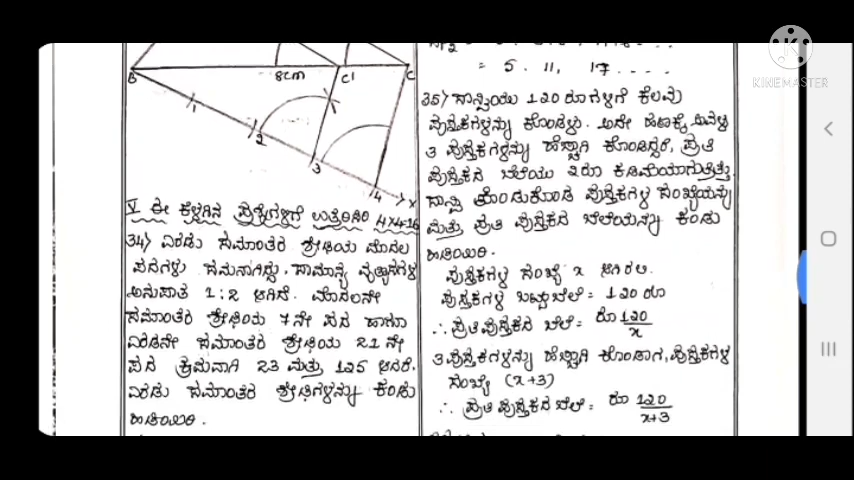 B
8cm
C1
C
1
2
3
4
x
V ಈ ಕೆಳಗಿನ ಪ್ರಶ್ನೆಗಳಿಗೆ ಉತ್ತರಿಸಿರಿ 4x4=16
34) ಎರಡು ಸಮಾಂತರ ಶ್ರೇಢಿಯ ಮೊದಲ
ಪದಗಳು ಸಮನಾಗಿದ್ದು. ಸಾಮಾನ್ಯ ವ್ಯತ್ಯಾಸಗಳ
ಅನುಪಾತ 1:2 ಆಗಿದೆ. ಮೊದಲನೇ
ಸಮಾಂತರ ಶ್ರೇಢಿಯ 7ನೇ ಪದ ಹಾಗೂ
ಎರಡನೇ ಸಮಾಂತರ ಶ್ರೇಢಿಯ 21 ನೇ
ಪದ ಕ್ರಮವಾಗಿ 23 ಮತ್ತು 125 ಆದರೆ.
ಎರಡು ಸಮಾಂತರ ಶ್ರೇಢಿಗಳನ್ನು ಕಂಡು
ಹಿಡಿಯಿರಿ.
= 5. 11, 17. . . . .
35) ಸಾನ್ವಿಯು 120 ರೂಗಳಿಗೆ ಕೆಲವು
ಪುಸ್ತಕಗಳನ್ನು ಕೊಂಡಳು. ಅದೇ ಹಣಕ್ಕೆ ಅವಳು
3 ಪುಸ್ತಕಗಳನ್ನು ಹೆಚ್ಚಾಗಿ ಕೊಂಡಿದ್ದರೆ, ಪ್ರತಿ
ಪುಸ್ತಕದ ಬೆಲೆಯು 2ರೂ ಕಡಿಮೆಯಾಗುತ್ತಿತ್ತು.
ಸಾನ್ವಿ ಕೊಂಡುಕೊಂಡ ಪುಸ್ತಕಗಳ ಸಂಖ್ಯೆಯನ್ನು
ಮತ್ತು ಪ್ರತಿ ಪುಸ್ತಕದ ಬೆಲೆಯನ್ನು ಕಂಡು
ಹಿಡಿಯಿರಿ.
ಪುಸ್ತಕಗಳ ಸಂಖ್ಯೆ x ಆಗಿರಲಿ.
ಪುಸ್ತಕಗಳ ಒಟ್ಟು ಬೆಲೆ = 120 ರೂ
∴ ಪ್ರತಿ ಪುಸ್ತಕದ ಬೆಲೆ = ರೂ 120/x
3 ಪುಸ್ತಕಗಳನ್ನು ಹೆಚ್ಚಾಗಿ ಕೊಂಡಾಗ, ಪುಸ್ತಕಗಳ
ಸಂಖ್ಯೆ (x+3)
∴ ಪ್ರತಿ ಪುಸ್ತಕದ ಬೆಲೆ = ರೂ 120/x+3
KINEMASTER